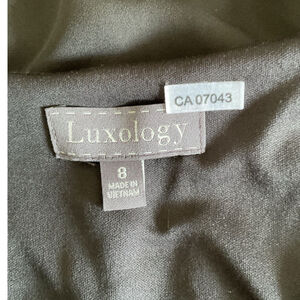 CA 07043
Luxology
8
MADE IN
VIETNAM